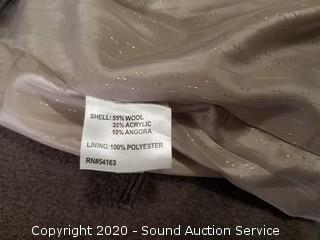 SHELL: 55% WOOL
35% ACRYLIC
10% ANGORA
LINING:100% POLYESTER
RN#54163
Copyright 2020 - Sound Auction Service